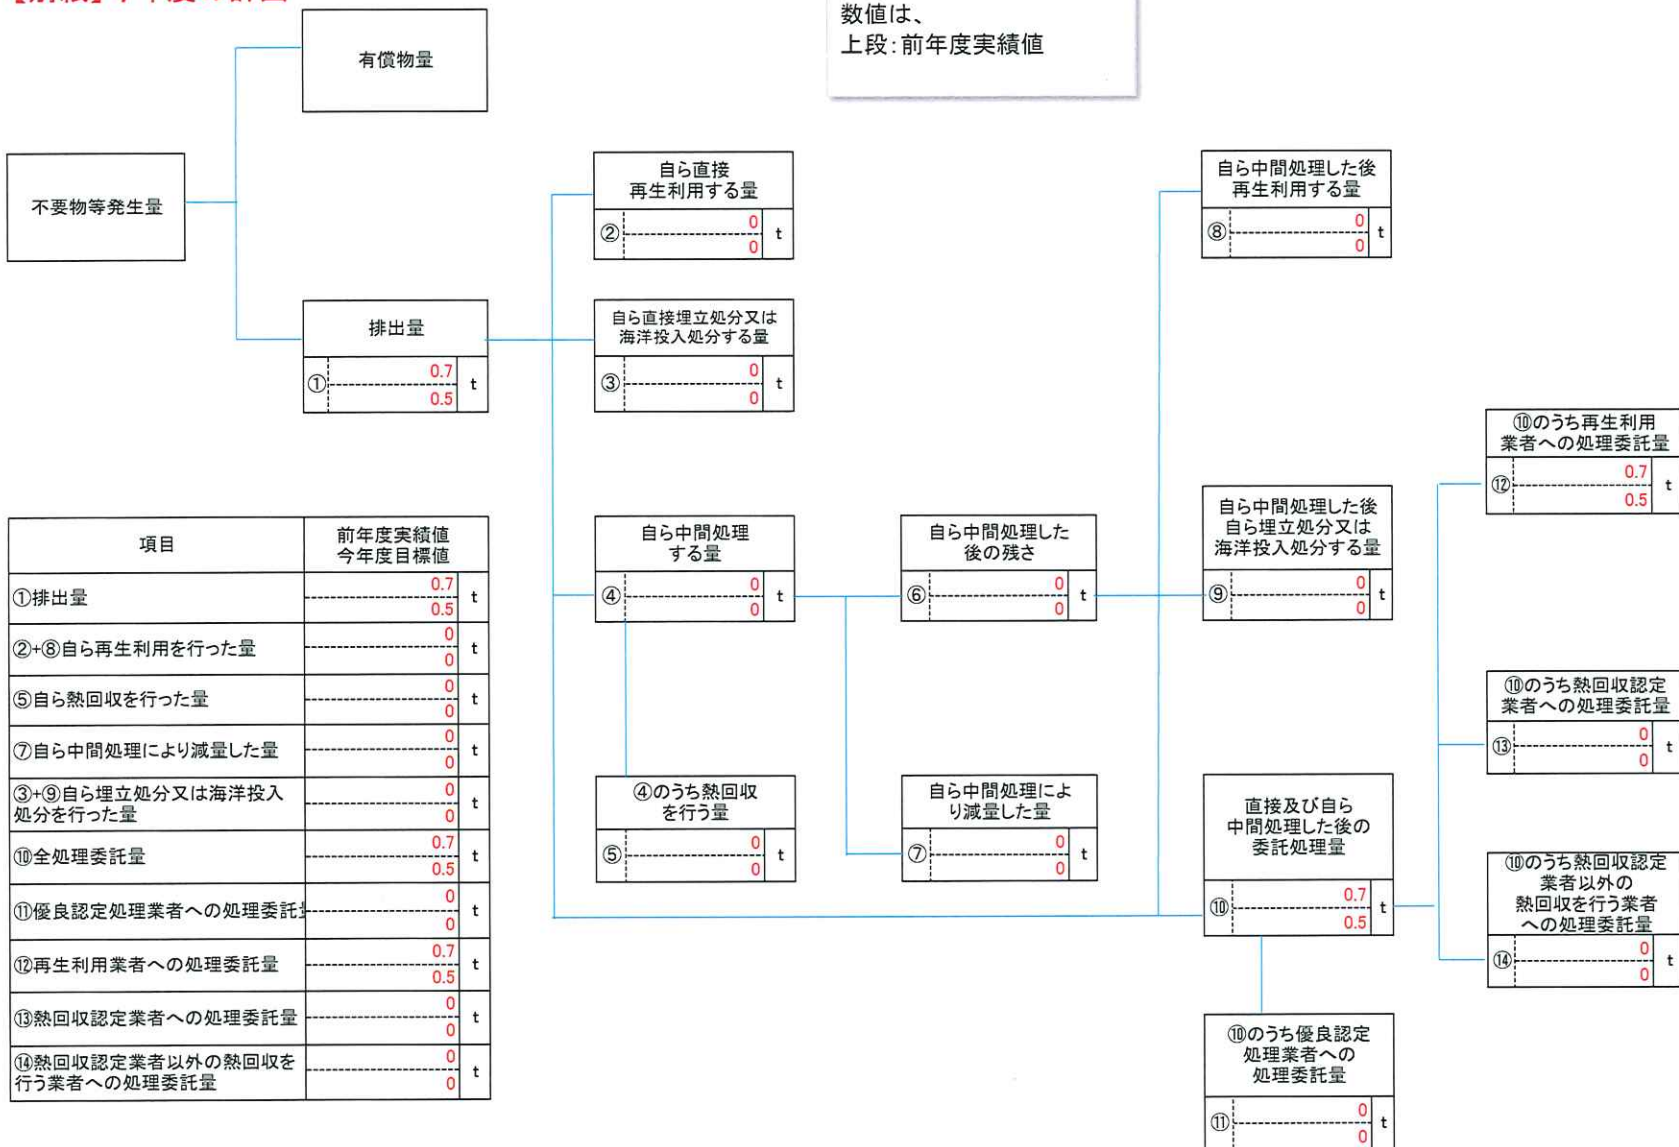 数値は、
上段:前年度実績値
有償物量
不要物等発生量
排出量
① 0.7 t
0.5
自ら直接
再生利用する量
② 0 t
0
自ら直接埋立処分又は
海洋投入処分する量
③ 0 t
0
自ら中間処理
する量
④ 0 t
0
④のうち熱回収
を行う量
⑤ 0 t
0
自ら中間処理した
後の残さ
⑥ 0 t
0
自ら中間処理によ
り減量した量
⑦ 0 t
0
自ら中間処理した後
再生利用する量
⑧ 0 t
0
自ら中間処理した後
自ら埋立処分又は
海洋投入処分する量
⑨ 0 t
0
直接及び自ら
中間処理した後の
委託処理量
⑩ 0.7 t
0.5
⑩のうち優良認定
処理業者への
処理委託量
⑪ 0 t
0
⑩のうち再生利用
業者への処理委託量
⑫ 0.7 t
0.5
⑩のうち熱回収認定
業者への処理委託量
⑬ 0 t
0
⑩のうち熱回収認定
業者以外の
熱回収を行う業者
への処理委託量
⑭ 0 t
0
項目 前年度実績値
今年度目標値
①排出量 0.7 t
0.5
②+⑧自ら再生利用を行った量 0 t
0
⑤自ら熱回収を行った量 0 t
0
⑦自ら中間処理により減量した量 0 t
0
③+⑨自ら埋立処分又は海洋投入
処分を行った量 0 t
0
⑩全処理委託量 0.7 t
0.5
⑪優良認定処理業者への処理委託 0 t
0
⑫再生利用業者への処理委託量 0.7 t
0.5
⑬熱回収認定業者への処理委託量 0 t
0
⑭熱回収認定業者以外の熱回収を
行う業者への処理委託量 0 t
0